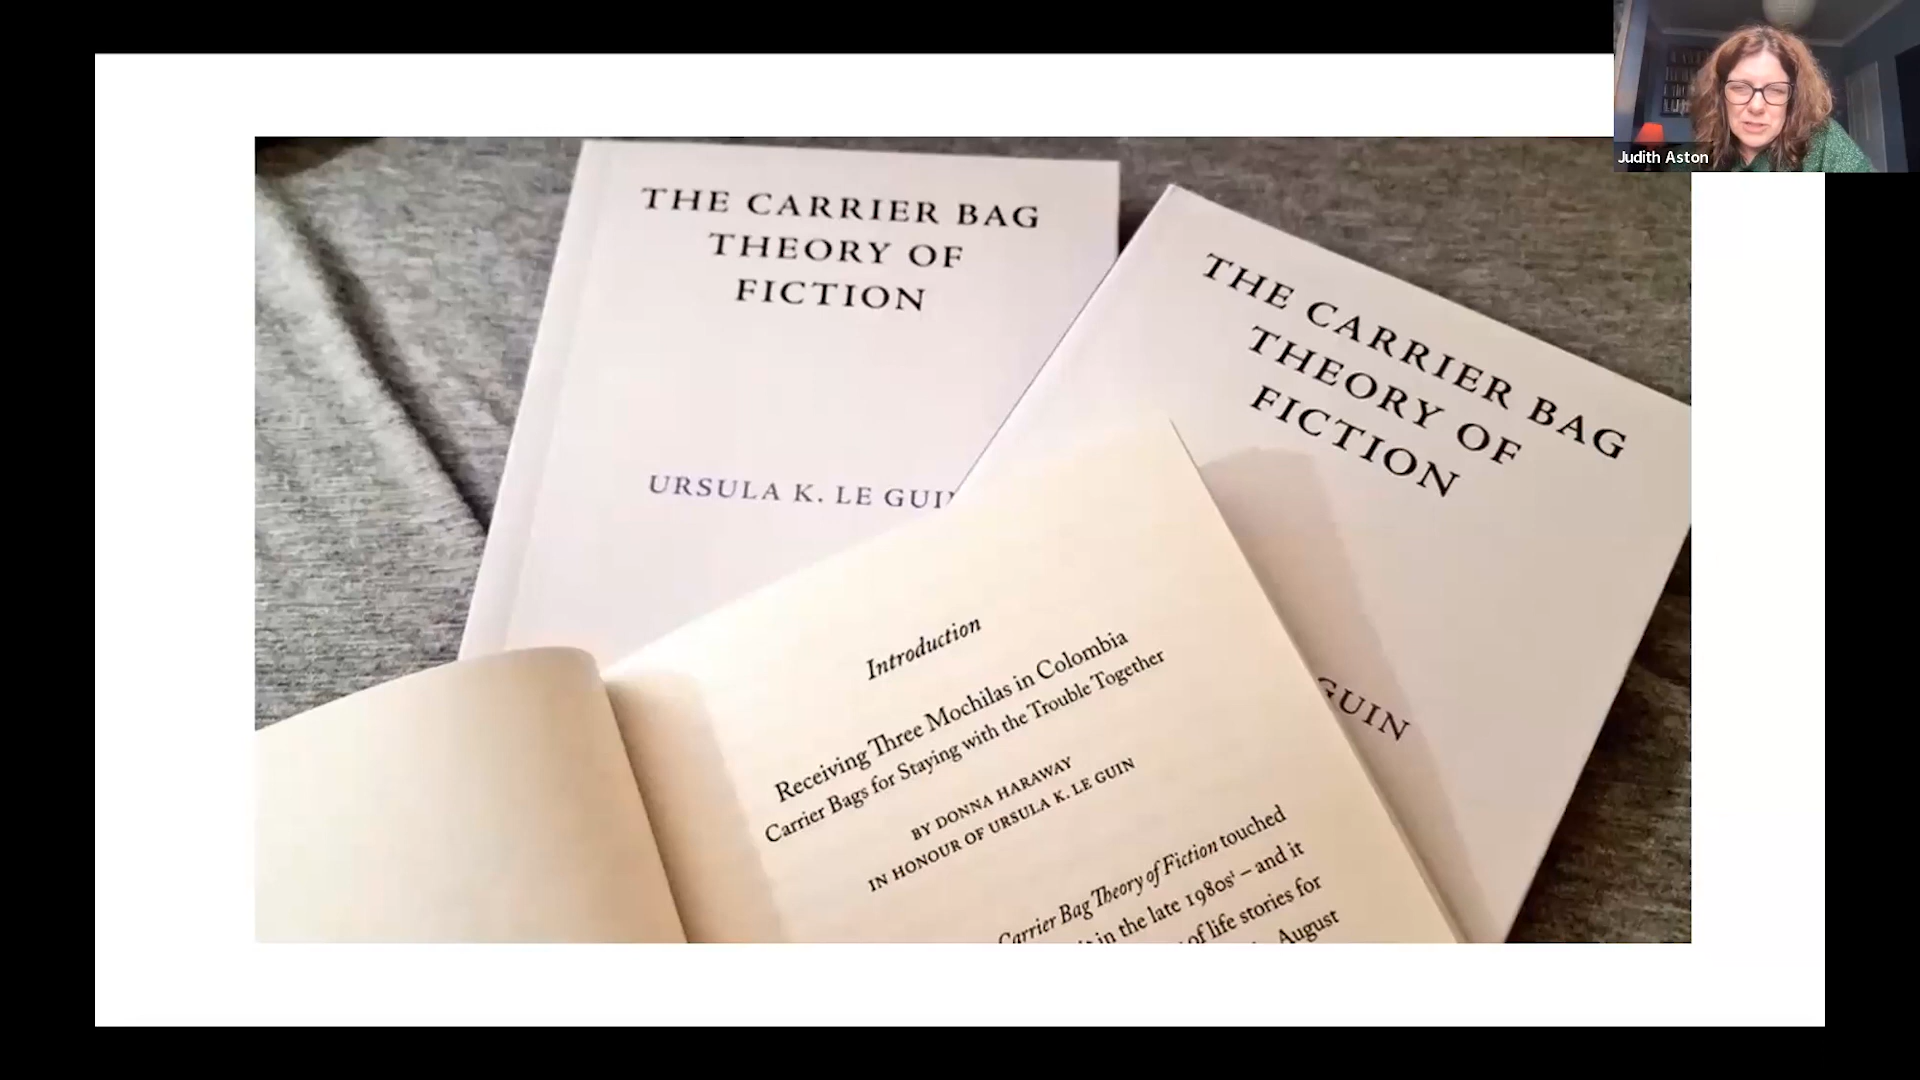 Judith Aston
THE CARRIER BAG
THEORY OF
FICTION
URSULA K. LE GUIN
THE CARRIER BAG
THEORY OF
FICTION
GUIN
Introduction
Receiving Three Mochilas in Colombia
Carrier Bags for Staying with the Trouble Together
BY DONNA HARAWAY
IN HONOUR OF URSULA K. LE GUIN
Carrier Bag Theory of Fiction touched
in the late 1980s¹ – and it
of life stories for
August